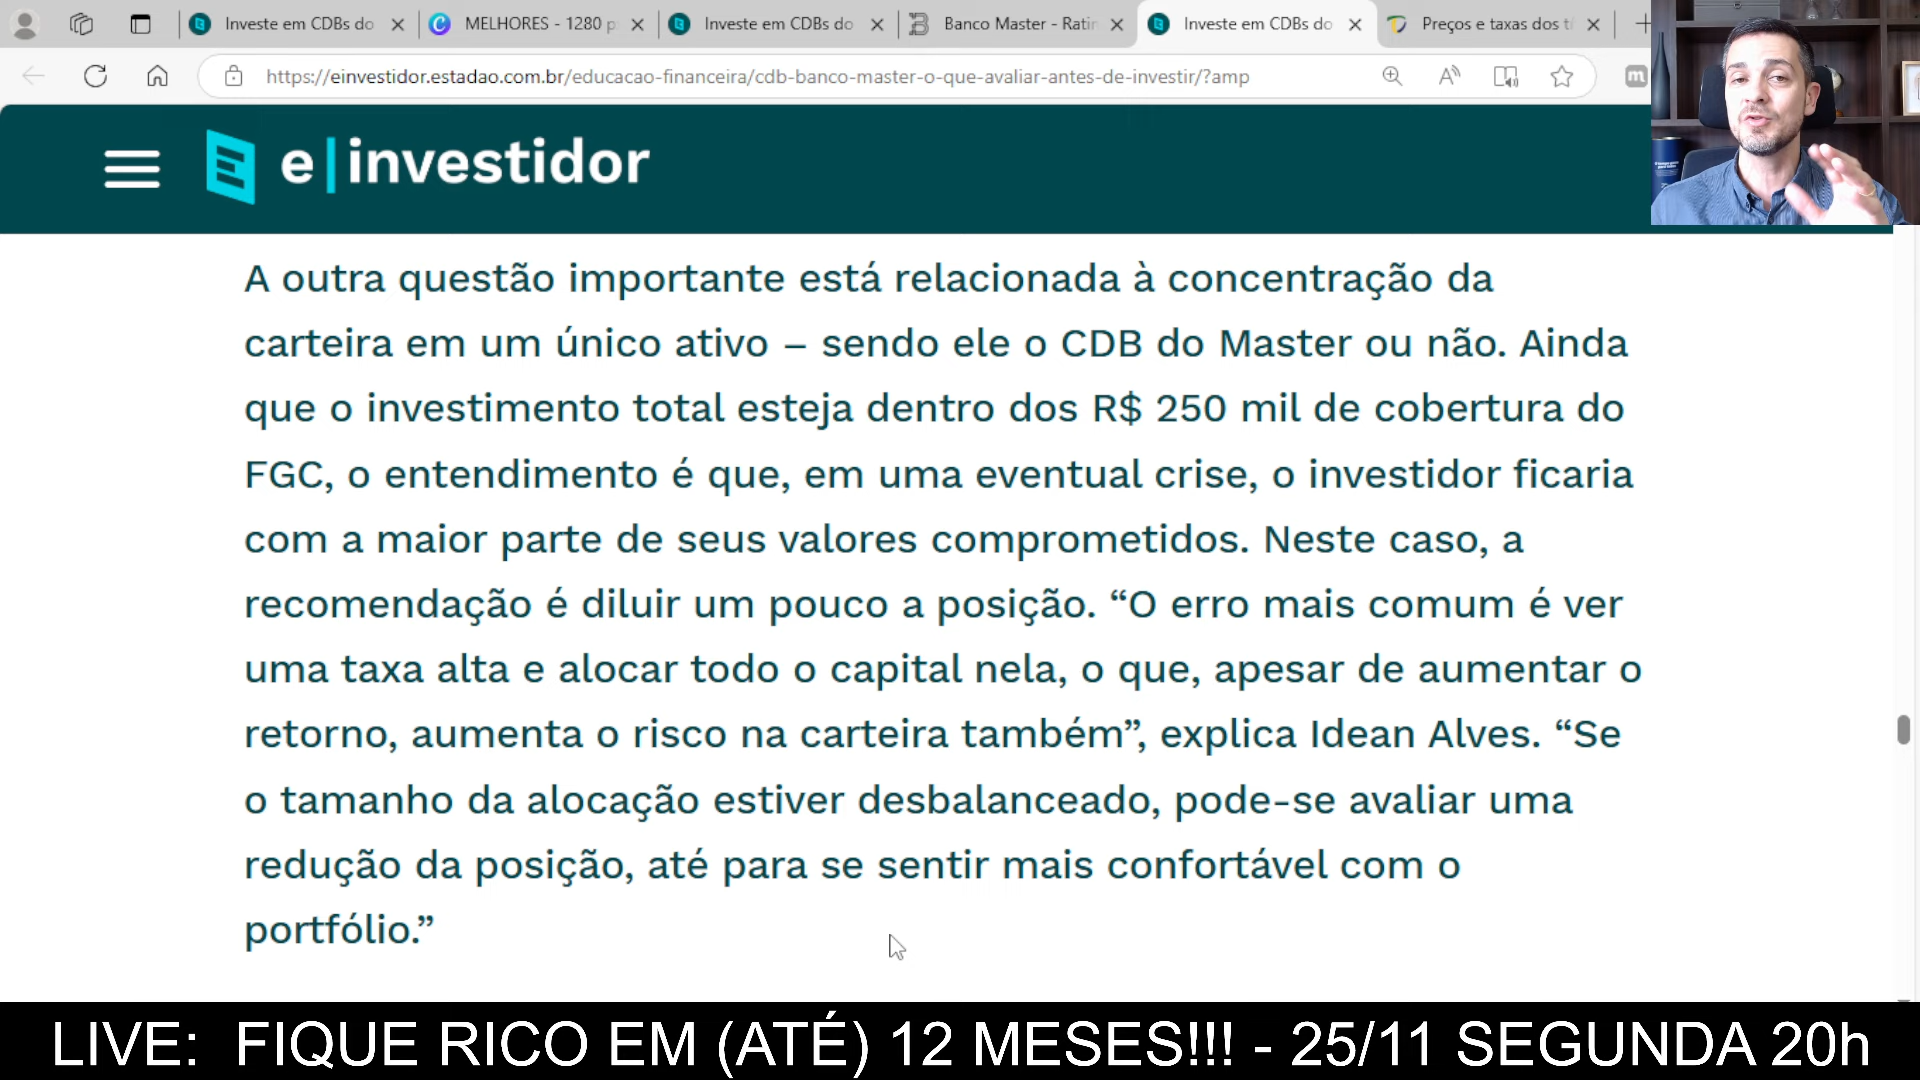 Investe em CDBs do
MELHORES - 1280 p
Investe em CDBs do
Banco Master - Ratin
Investe em CDBs do
Preços e taxas dos tí
https://einvestidor.estadao.com.br/educacao-financeira/cdb-banco-master-o-que-avaliar-antes-de-investir/?amp
e|investidor
A outra questão importante está relacionada à concentração da
carteira em um único ativo – sendo ele o CDB do Master ou não. Ainda
que o investimento total esteja dentro dos R$ 250 mil de cobertura do
FGC, o entendimento é que, em uma eventual crise, o investidor ficaria
com a maior parte de seus valores comprometidos. Neste caso, a
recomendação é diluir um pouco a posição. “O erro mais comum é ver
uma taxa alta e alocar todo o capital nela, o que, apesar de aumentar o
retorno, aumenta o risco na carteira também”, explica Idean Alves. “Se
o tamanho da alocação estiver desbalanceado, pode-se avaliar uma
redução da posição, até para se sentir mais confortável com o
portfólio.”
LIVE: FIQUE RICO EM (ATÉ) 12 MESES!!! - 25/11 SEGUNDA 20h